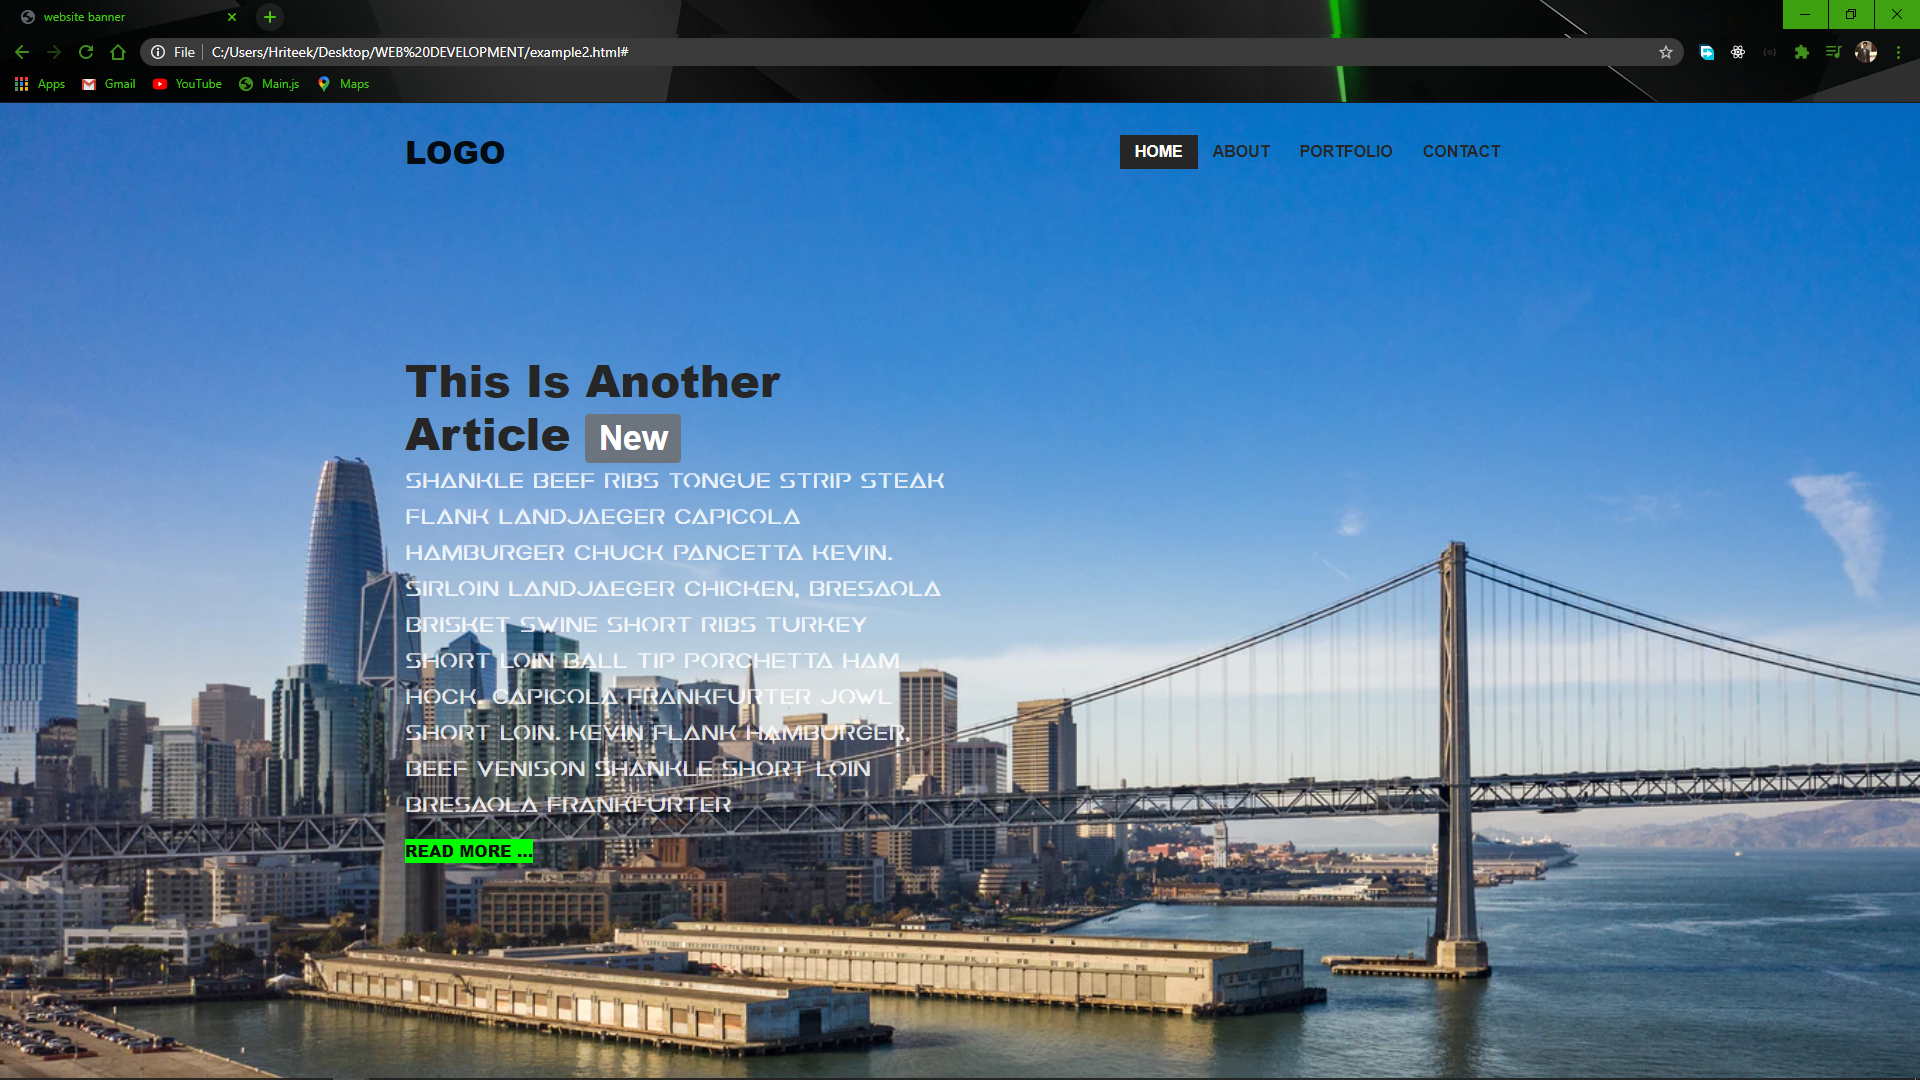 website banner
File
C:/Users/Hriteek/Desktop/WEB%20DEVELOPMENT/example2.html#
Apps
Gmail
YouTube
Main.js
Maps
LOGO
HOME
ABOUT
PORTFOLIO
CONTACT
This Is Another
Article New
SHANKLE BEEF RIBS TONGUE STRIP STEAK
FLANK LANDJAEGER CAPICOLA
HAMBURGER CHUCK PANCETTA KEVIN.
SIRLOIN LANDJAEGER CHICKEN, BRESAOLA
BRISKET SWINE SHORT RIBS TURKEY
SHORT LOIN BALL TIP PORCHETTA HAM
HOCK. CAPICOLA FRANKFURTER JOWL
SHORT LOIN. KEVIN FLANK HAMBURGER,
BEEF VENISON SHANKLE SHORT LOIN
BRESAOLA FRANKFURTER
READ MORE ...